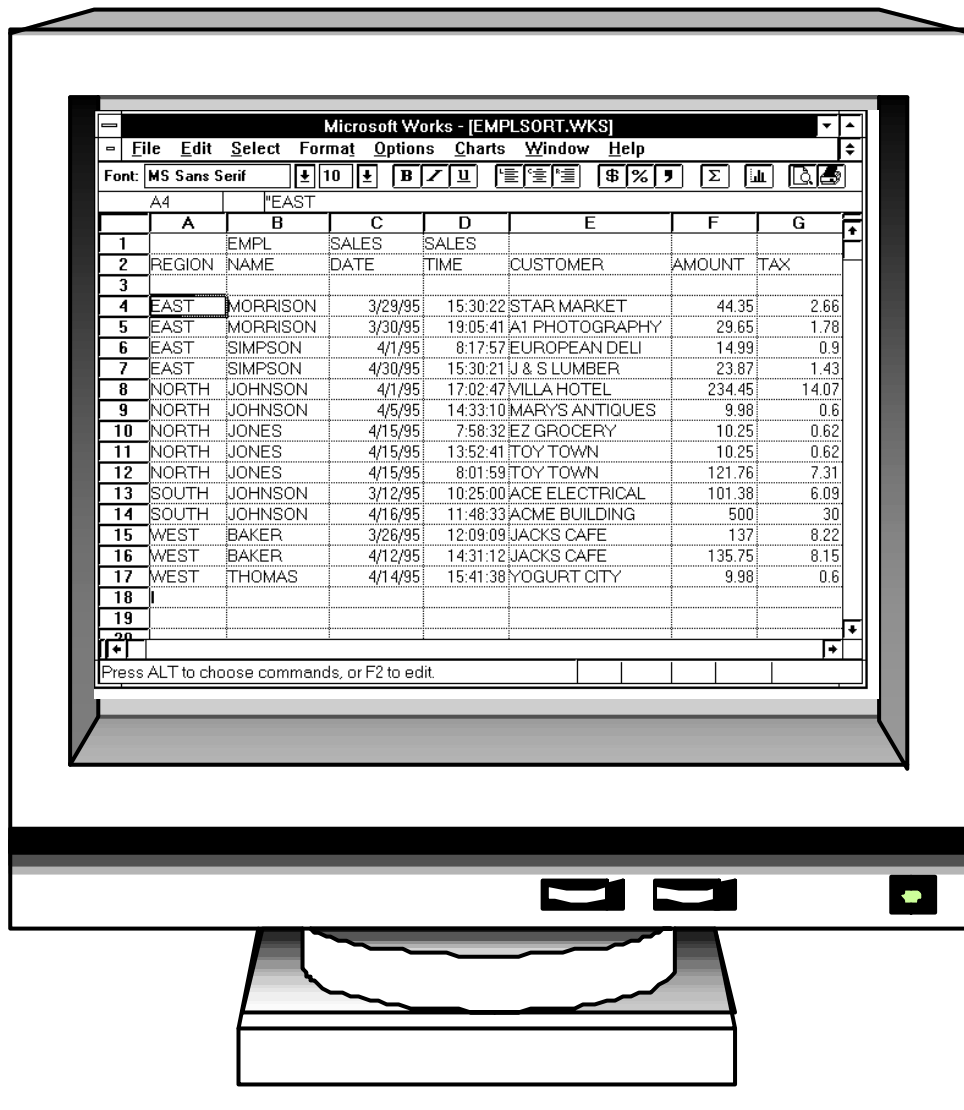 Microsoft Works - [EMPLSORT.WKS]
File Edit Select Format Options Charts Window Help
Font: MS Sans Serif 10 B I U L C R $ % , Σ
A4 "EAST
A B C D E F G
1 EMPL SALES SALES
2 REGION NAME DATE TIME CUSTOMER AMOUNT TAX
3
4 EAST MORRISON 3/29/95 15:30:22 STAR MARKET 44.35 2.66
5 EAST MORRISON 3/30/95 19:05:41 A1 PHOTOGRAPHY 29.65 1.78
6 EAST SIMPSON 4/1/95 8:17:57 EUROPEAN DELI 14.99 0.9
7 EAST SIMPSON 4/30/95 15:30:21 J & S LUMBER 23.87 1.43
8 NORTH JOHNSON 4/1/95 17:02:47 VILLA HOTEL 234.45 14.07
9 NORTH JOHNSON 4/5/95 14:33:10 MARYS ANTIQUES 9.98 0.6
10 NORTH JONES 4/15/95 7:58:32 EZ GROCERY 10.25 0.62
11 NORTH JONES 4/15/95 13:52:41 TOY TOWN 10.25 0.62
12 NORTH JONES 4/15/95 8:01:59 TOY TOWN 121.76 7.31
13 SOUTH JOHNSON 3/12/95 10:25:00 ACE ELECTRICAL 101.38 6.09
14 SOUTH JOHNSON 4/16/95 11:48:33 ACME BUILDING 500 30
15 WEST BAKER 3/26/95 12:09:09 JACKS CAFE 137 8.22
16 WEST BAKER 4/12/95 14:31:12 JACKS CAFE 135.75 8.15
17 WEST THOMAS 4/14/95 15:41:38 YOGURT CITY 9.98 0.6
18
19
20
Press ALT to choose commands, or F2 to edit.